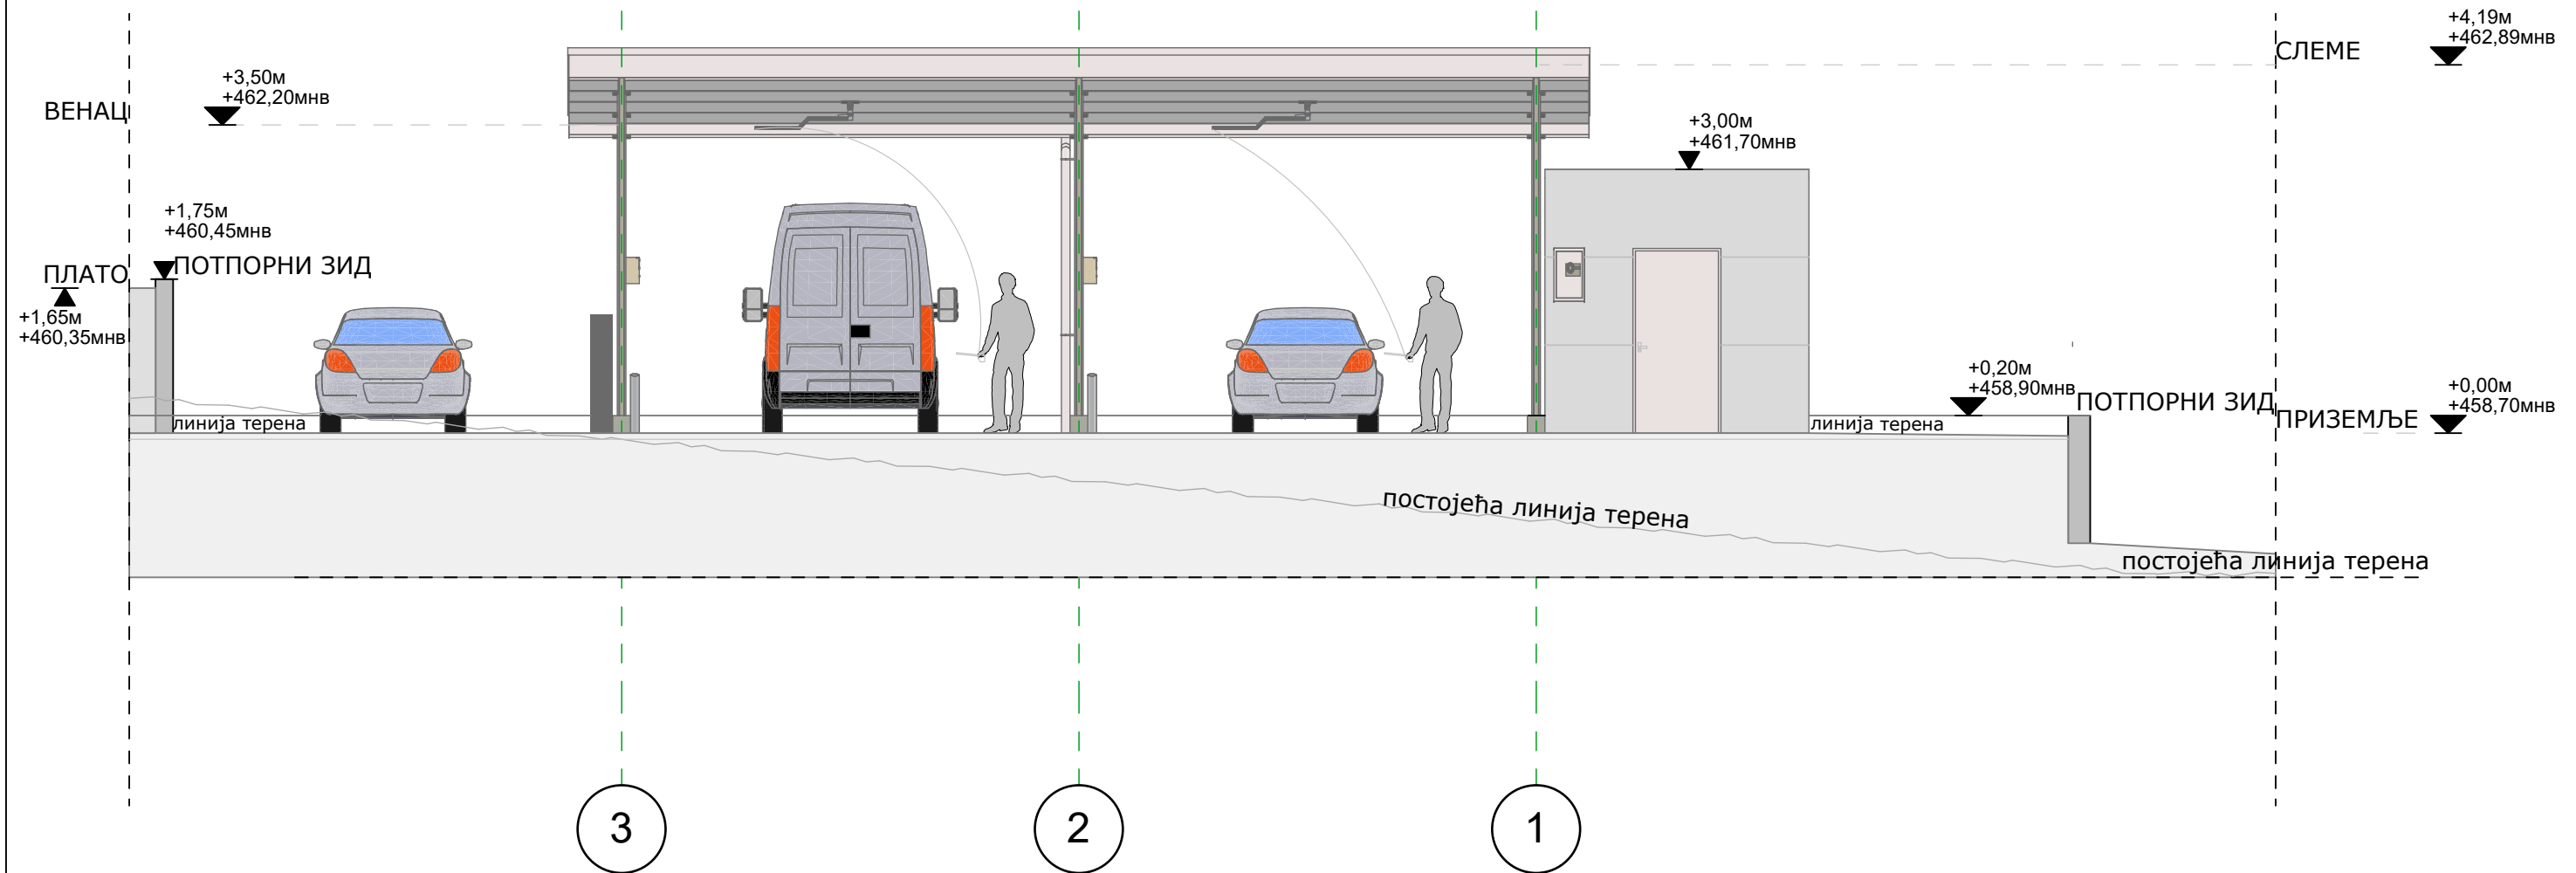 +4,19м
+462,89мнв
СЛЕМЕ
+3,50м
+462,20мнв
ВЕНАЦ
+3,00м
+461,70мнв
+1,75м
+460,45мнв
ПОТПОРНИ ЗИД
ПЛАТО
+1,65м
+460,35мнв
линија терена
+0,20м
+458,90мнв
ПОТПОРНИ ЗИД
+0,00м
+458,70мнв
ПРИЗЕМЉЕ
линија терена
постојећа линија терена
постојећа линија терена
3
2
1